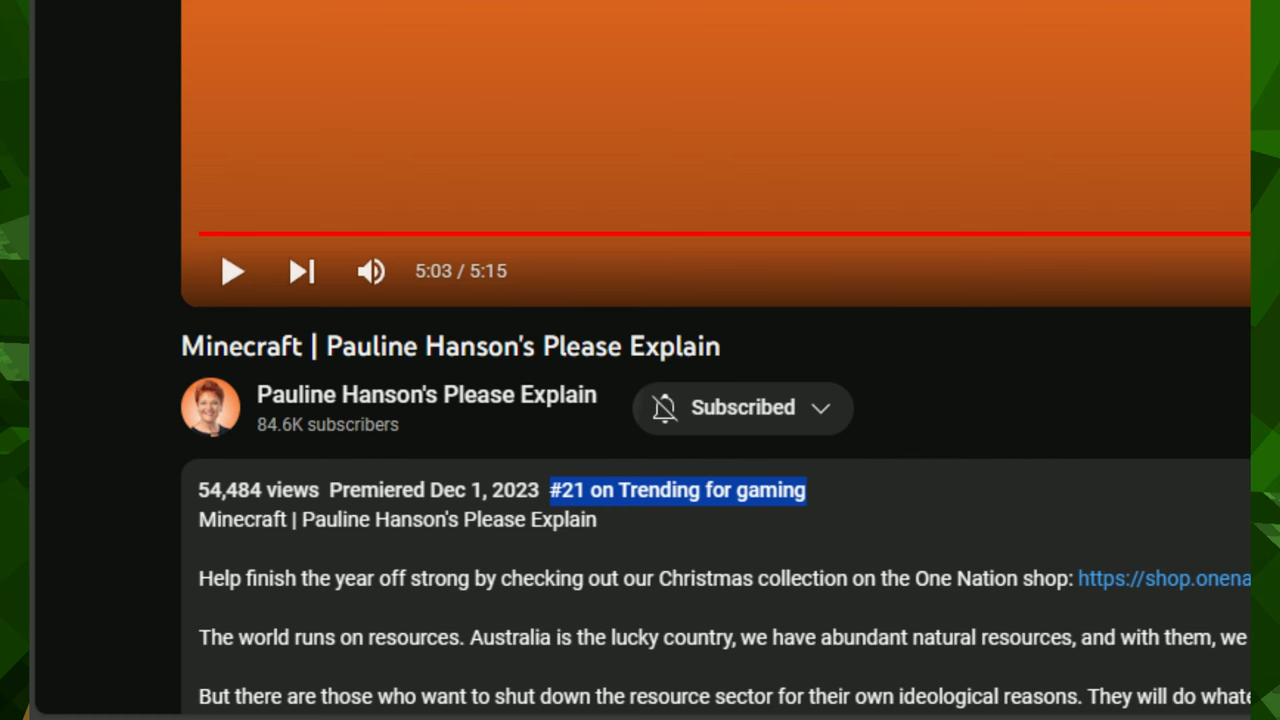 5:03 / 5:15
Minecraft | Pauline Hanson's Please Explain
Pauline Hanson's Please Explain
84.6K subscribers
Subscribed
54,484 views Premiered Dec 1, 2023 #21 on Trending for gaming
Minecraft | Pauline Hanson's Please Explain
Help finish the year off strong by checking out our Christmas collection on the One Nation shop: https://shop.onena
The world runs on resources. Australia is the lucky country, we have abundant natural resources, and with them, we
But there are those who want to shut down the resource sector for their own ideological reasons. They will do whate